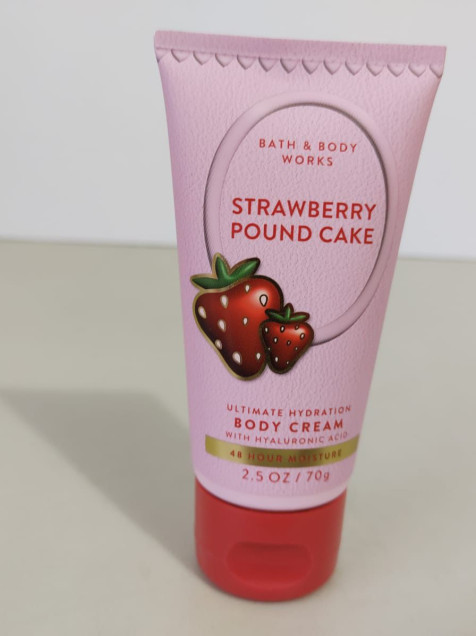 BATH & BODY
WORKS
STRAWBERRY
POUND CAKE
ULTIMATE HYDRATION
BODY CREAM
WITH HYALURONIC ACID
48 HOUR MOISTURE
2.5 OZ / 70g